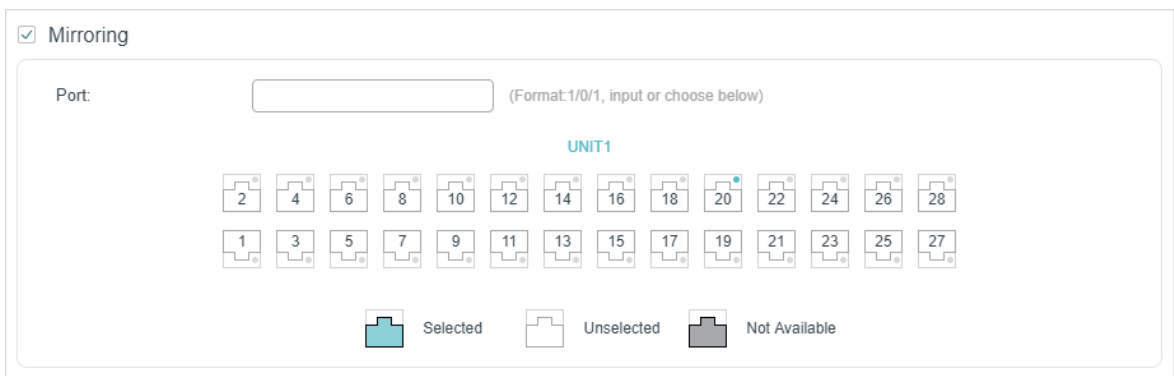 Mirroring
Port: (Format:1/0/1, input or choose below)
UNIT1
2 4 6 8 10 12 14 16 18 20 22 24 26 28
1 3 5 7 9 11 13 15 17 19 21 23 25 27
Selected Unselected Not Available